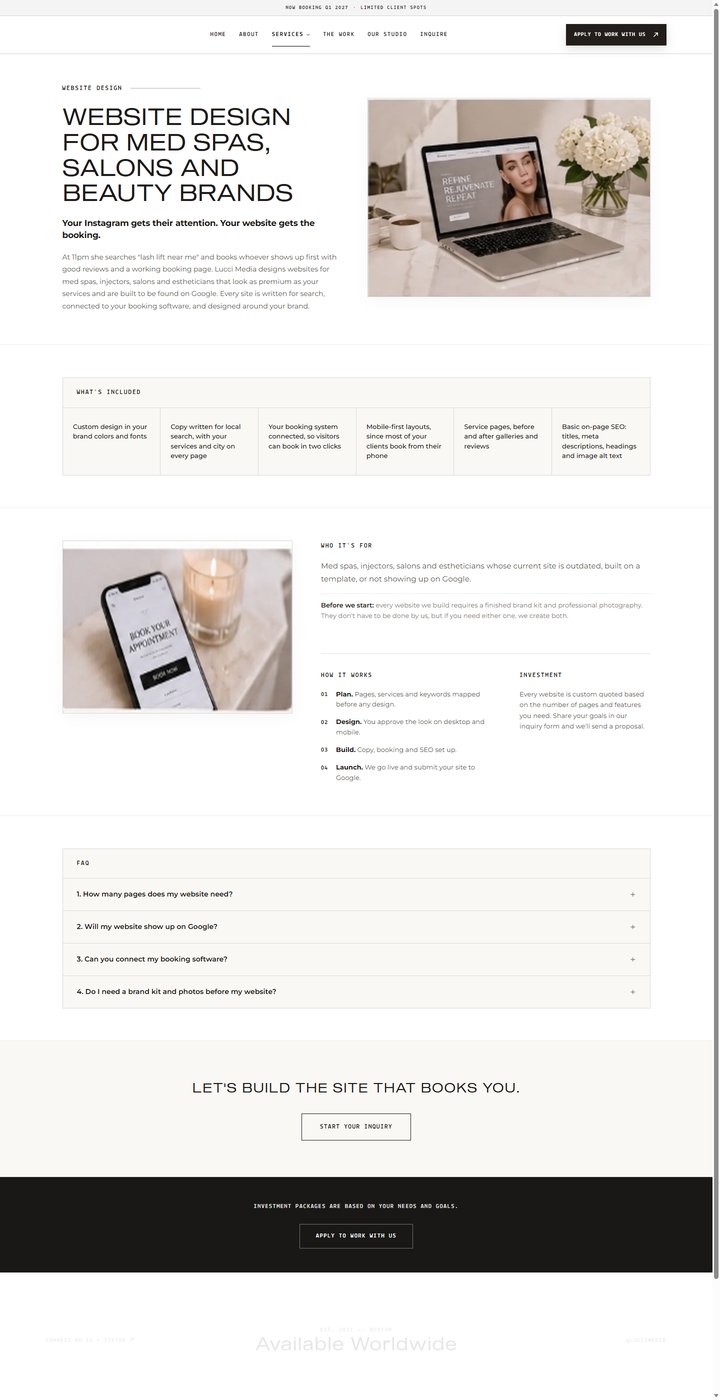 NOW BOOKING Q1 2027 · LIMITED CLIENT SPOTS
HOME ABOUT SERVICES THE WORK OUR STUDIO INQUIRE
APPLY TO WORK WITH US ↗
WEBSITE DESIGN
WEBSITE DESIGN
FOR MED SPAS,
SALONS AND
BEAUTY BRANDS
Your Instagram gets their attention. Your website gets the
booking.
At 11pm she searches "lash lift near me" and books whoever shows up first with
good reviews and a working booking page. Lucci Media designs websites for
med spas, injectors, salons and estheticians that look as premium as your
services and are built to be found on Google. Every site is written for search,
connected to your booking software, and designed around your brand.
REFINE
REJUVENATE
REPEAT
WHAT'S INCLUDED
Custom design in your
brand colors and fonts
Copy written for local
search, with your
services and city on
every page
Your booking system
connected, so visitors
can book in two clicks
Mobile-first layouts,
since most of your
clients book from their
phone
Service pages, before
and after galleries and
reviews
Basic on-page SEO:
titles, meta
descriptions, headings
and image alt text
BOOK YOUR
APPOINTMENT
BOOK NOW
WHO IT'S FOR
Med spas, injectors, salons and estheticians whose current site is outdated, built on a
template, or not showing up on Google.
Before we start: every website we build requires a finished brand kit and professional photography.
They don't have to be done by us, but if you need either one, we create both.
HOW IT WORKS
01 Plan. Pages, services and keywords mapped
before any design.
02 Design. You approve the look on desktop and
mobile.
03 Build. Copy, booking and SEO set up.
04 Launch. We go live and submit your site to
Google.
INVESTMENT
Every website is custom quoted based
on the number of pages and features
you need. Share your goals in our
inquiry form and we'll send a proposal.
FAQ
1. How many pages does my website need? +
2. Will my website show up on Google? +
3. Can you connect my booking software? +
4. Do I need a brand kit and photos before my website? +
LET'S BUILD THE SITE THAT BOOKS YOU.
START YOUR INQUIRY
INVESTMENT PACKAGES ARE BASED ON YOUR NEEDS AND GOALS.
APPLY TO WORK WITH US
Available Worldwide